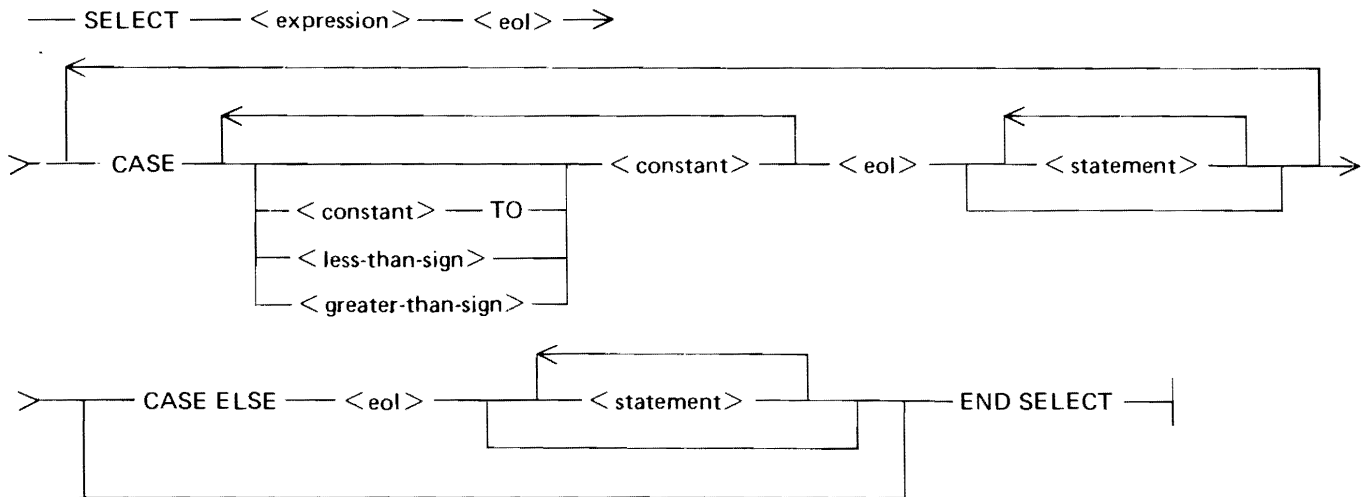 SELECT <expression> <eol>
CASE <constant> <eol> <statement>
<constant> TO
<less-than-sign>
<greater-than-sign>
CASE ELSE <eol> <statement> END SELECT